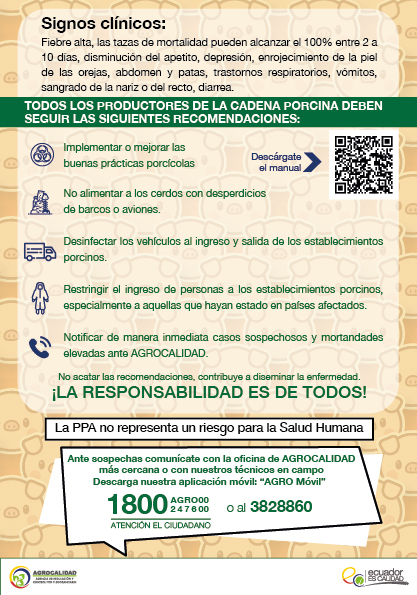 Signos clínicos:
Fiebre alta, las tazas de mortalidad pueden alcanzar el 100% entre 2 a
10 días, disminución del apetito, depresión, enrojecimiento de la piel
de las orejas, abdomen y patas, trastornos respiratorios, vómitos,
sangrado de la nariz o del recto, diarrea.
TODOS LOS PRODUCTORES DE LA CADENA PORCINA DEBEN
SEGUIR LAS SIGUIENTES RECOMENDACIONES:
Implementar o mejorar las
buenas prácticas porcícolas
Descárgate
el manual
No alimentar a los cerdos con desperdicios
de barcos o aviones.
Desinfectar los vehículos al ingreso y salida de los establecimientos
porcinos.
Restringir el ingreso de personas a los establecimientos porcinos,
especialmente a aquellas que hayan estado en países afectados.
Notificar de manera inmediata casos sospechosos y mortandades
elevadas ante AGROCALIDAD.
No acatar las recomendaciones, contribuye a diseminar la enfermedad.
¡LA RESPONSABILIDAD ES DE TODOS!
La PPA no representa un riesgo para la Salud Humana
Ante sospechas comunícate con la oficina de AGROCALIDAD
más cercana o con nuestros técnicos en campo
Descarga nuestra aplicación móvil: “AGRO Móvil”
1800 AGRO00
247600
o al 3828860
ATENCIÓN EL CIUDADANO
AGROCALIDAD
AGENCIA DE REGULACIÓN Y
CONTROL FITO Y ZOOSANITARIO
ecuador
ES CALIDAD